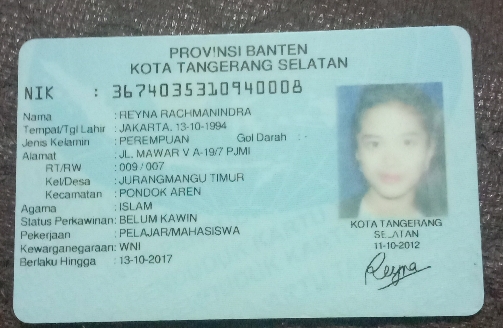 PROVINSI BANTEN
KOTA TANGERANG SELATAN
NIK : 3674035310940008
Nama : REYNA RACHMANINDRA
Tempat/Tgl Lahir : JAKARTA, 13-10-1994
Jenis Kelamin : PEREMPUAN Gol Darah :
Alamat : JL. MAWAR V A-19/7 PJMI
RT/RW : 009 / 007
Kel/Desa : JURANGMANGU TIMUR
Kecamatan : PONDOK AREN
Agama : ISLAM
Status Perkawinan: BELUM KAWIN
Pekerjaan : PELAJAR/MAHASISWA
Kewarganegaraan: WNI
Berlaku Hingga : 13-10-2017
KOTA TANGERANG
SELATAN
11-10-2012
Reyna